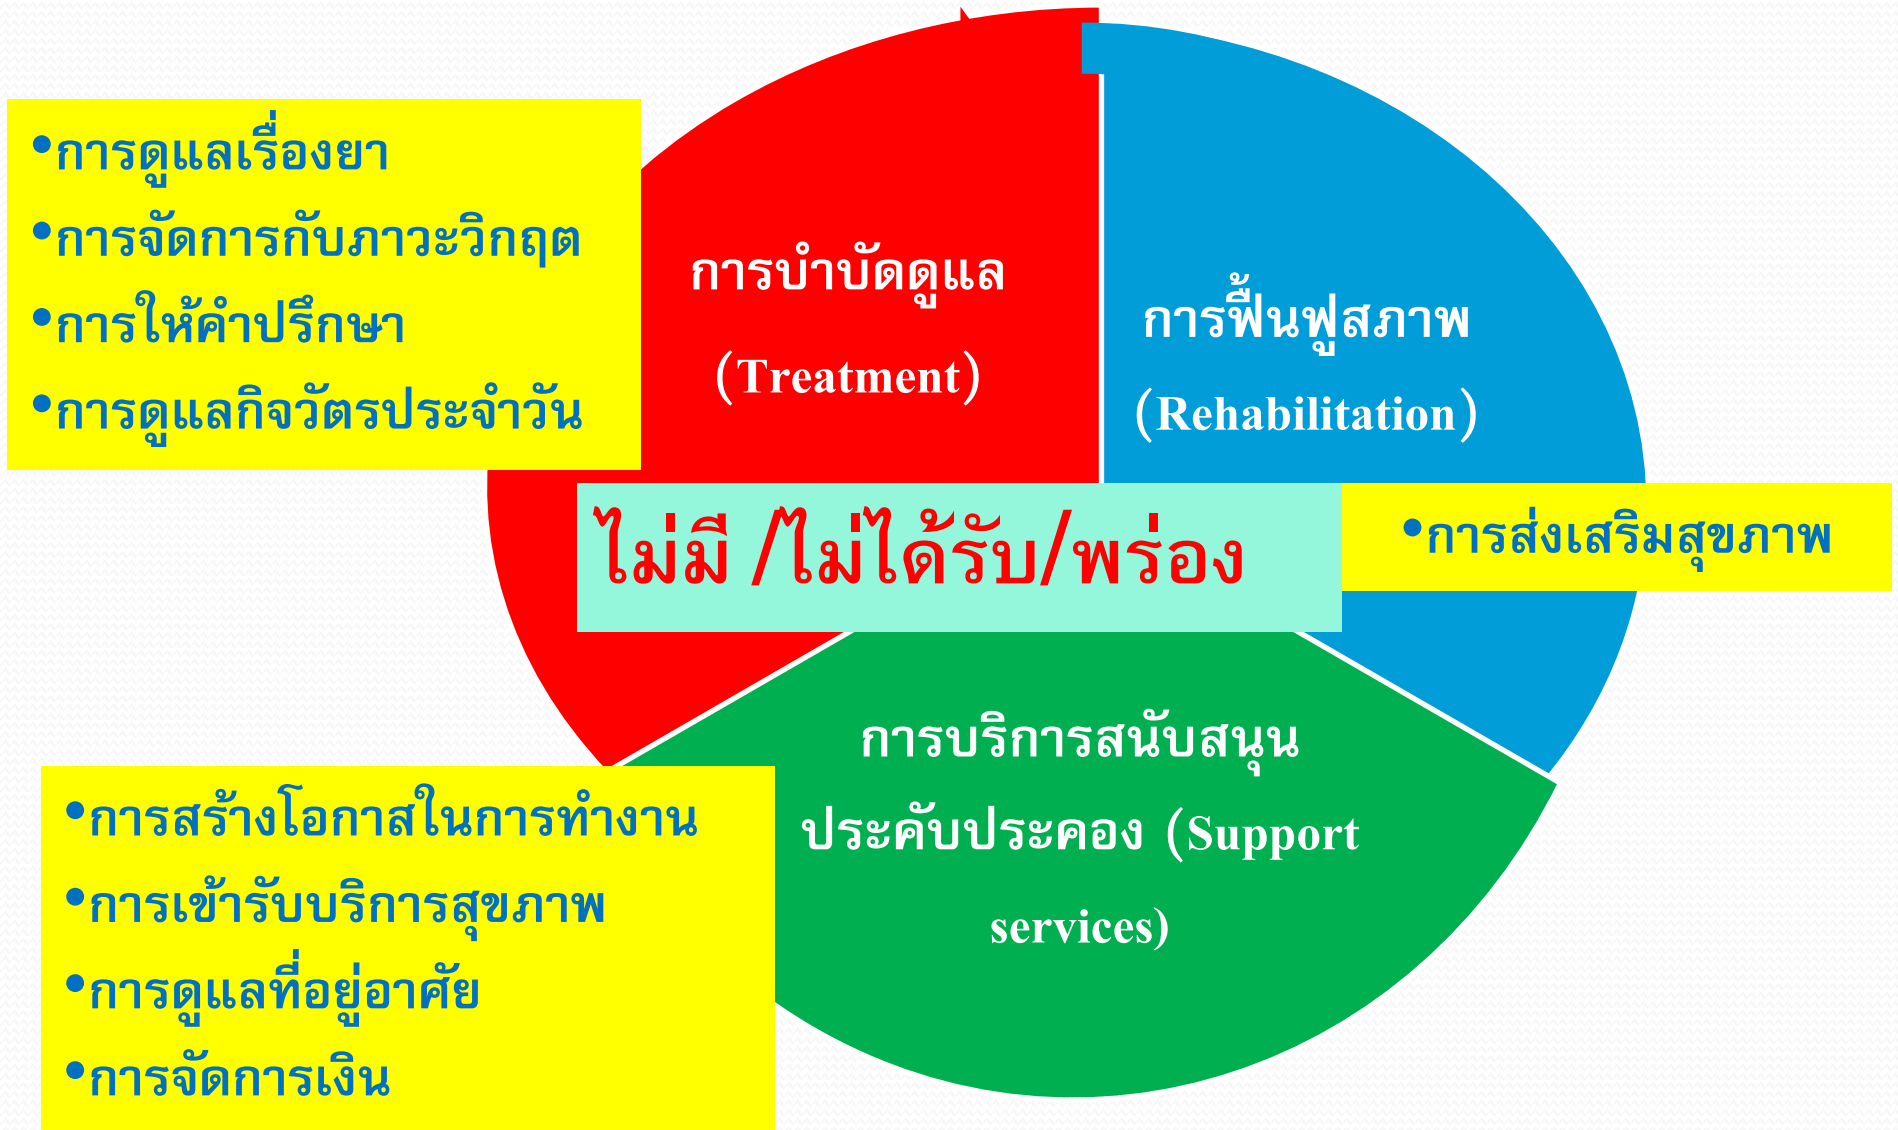 •การดูแลเรื่องยา
•การจัดการกับภาวะวิกฤต
•การให้คำปรึกษา
•การดูแลกิจวัตรประจำวัน
การบำบัดดูแล
(Treatment)
การฟื้นฟูสภาพ
(Rehabilitation)
ไม่มี /ไม่ได้รับ/พร่อง
•การส่งเสริมสุขภาพ
การบริการสนับสนุน
ประคับประคอง (Support
services)
•การสร้างโอกาสในการทำงาน
•การเข้ารับบริการสุขภาพ
•การดูแลที่อยู่อาศัย
•การจัดการเงิน